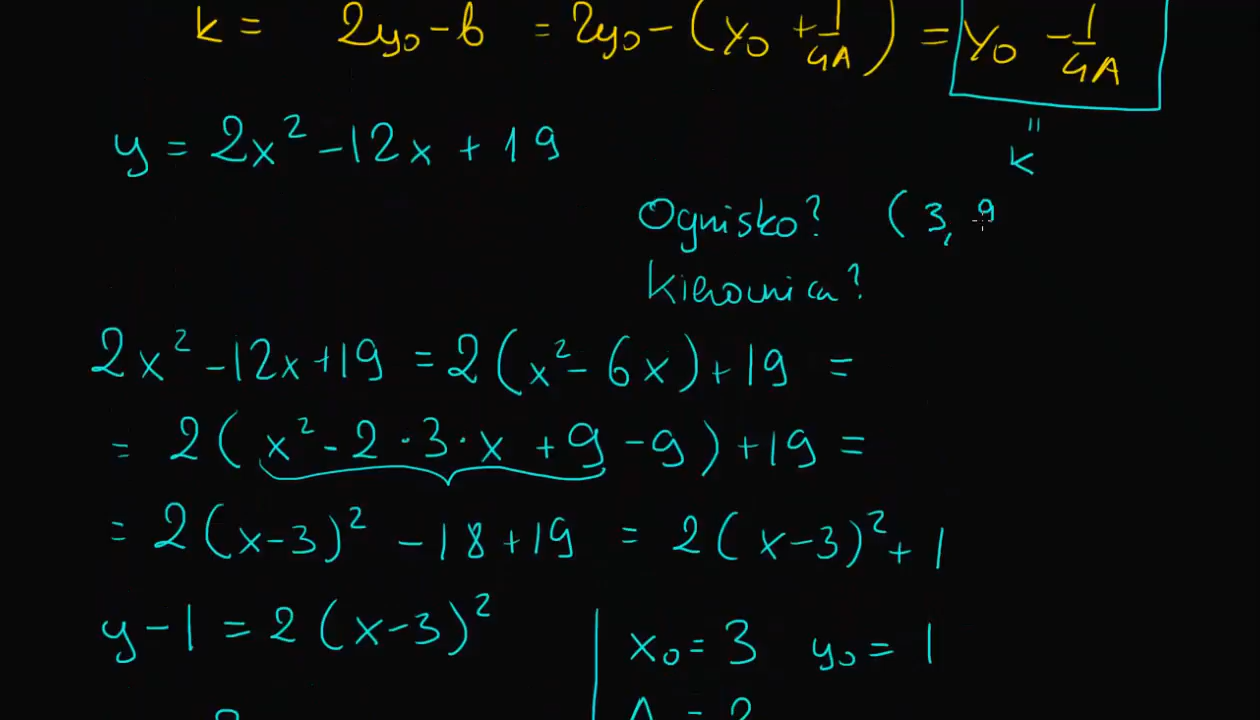 k = 2y₀ - b = 2y₀ - (y₀ + 1/4A) = y₀ - 1/4A
y = 2x² - 12x + 19
"
k
Ognisko? (3, 9
kierownica?
2x² - 12x + 19 = 2(x² - 6x) + 19 =
= 2(x² - 2·3·x + 9 - 9) + 19 =
= 2(x-3)² - 18 + 19 = 2(x-3)² + 1
y - 1 = 2(x-3)²
x₀ = 3 y₀ = 1
A = 2